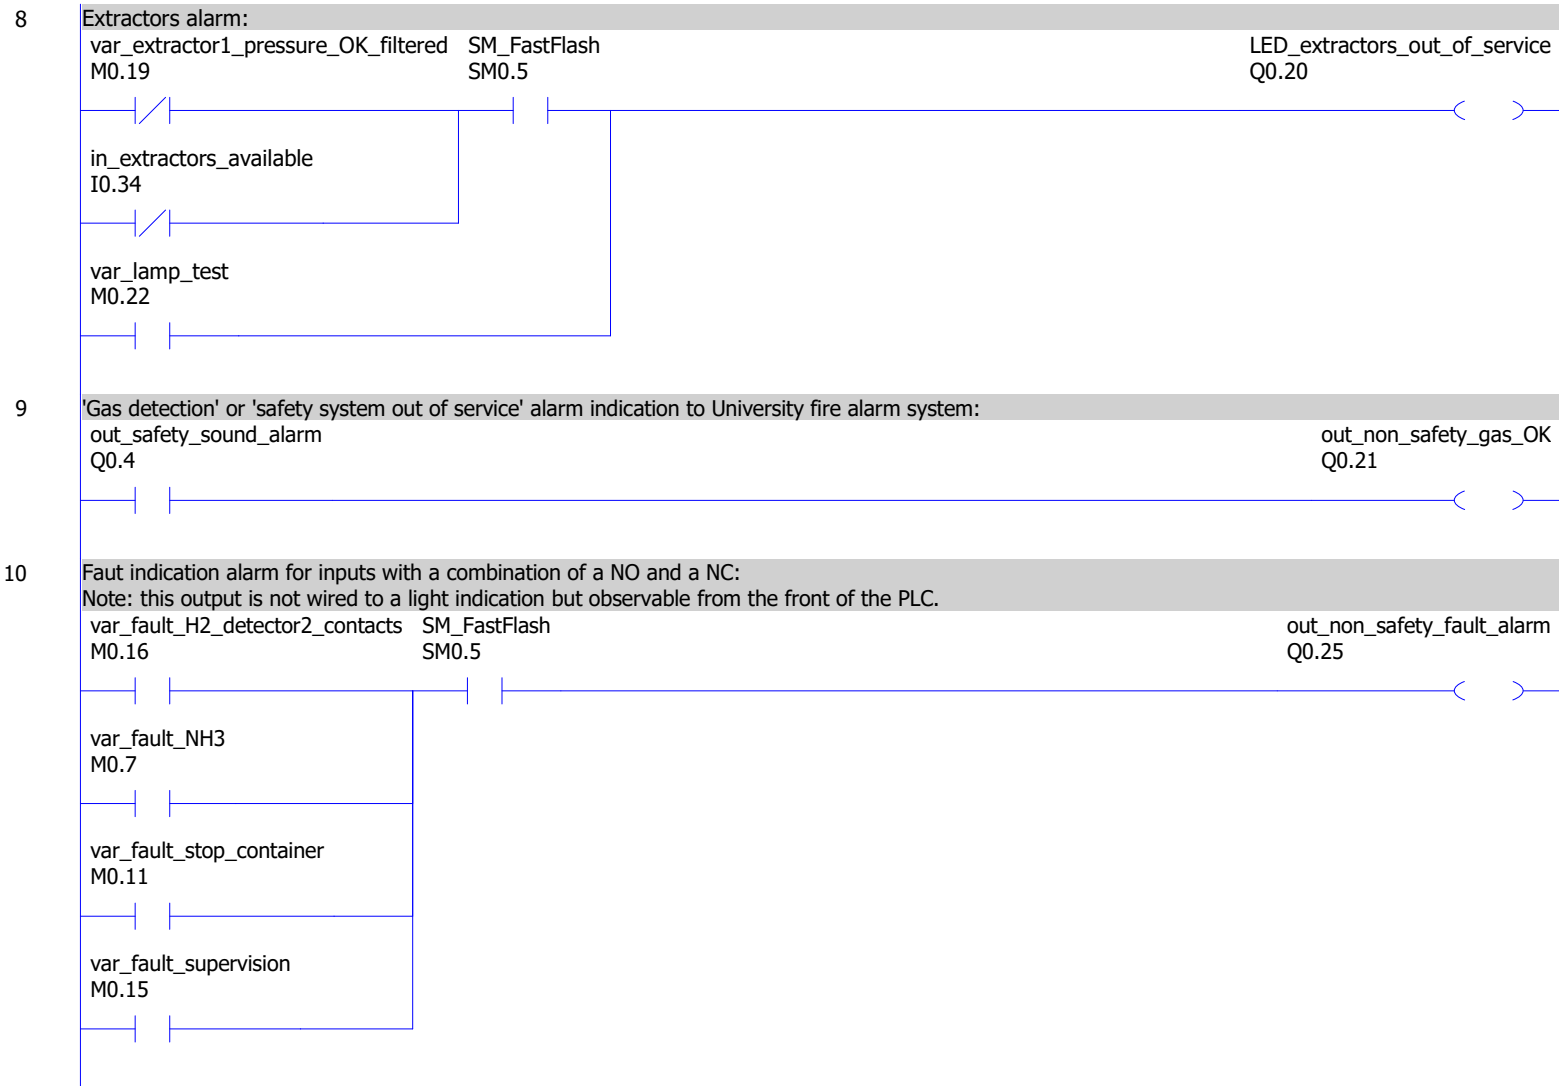 8
Extractors alarm:
var_extractor1_pressure_OK_filtered SM_FastFlash LED_extractors_out_of_service
M0.19 SM0.5 Q0.20
in_extractors_available
I0.34
var_lamp_test
M0.22
9
'Gas detection' or 'safety system out of service' alarm indication to University fire alarm system:
out_safety_sound_alarm out_non_safety_gas_OK
Q0.4 Q0.21
10
Faut indication alarm for inputs with a combination of a NO and a NC:
Note: this output is not wired to a light indication but observable from the front of the PLC.
var_fault_H2_detector2_contacts SM_FastFlash out_non_safety_fault_alarm
M0.16 SM0.5 Q0.25
var_fault_NH3
M0.7
var_fault_stop_container
M0.11
var_fault_supervision
M0.15